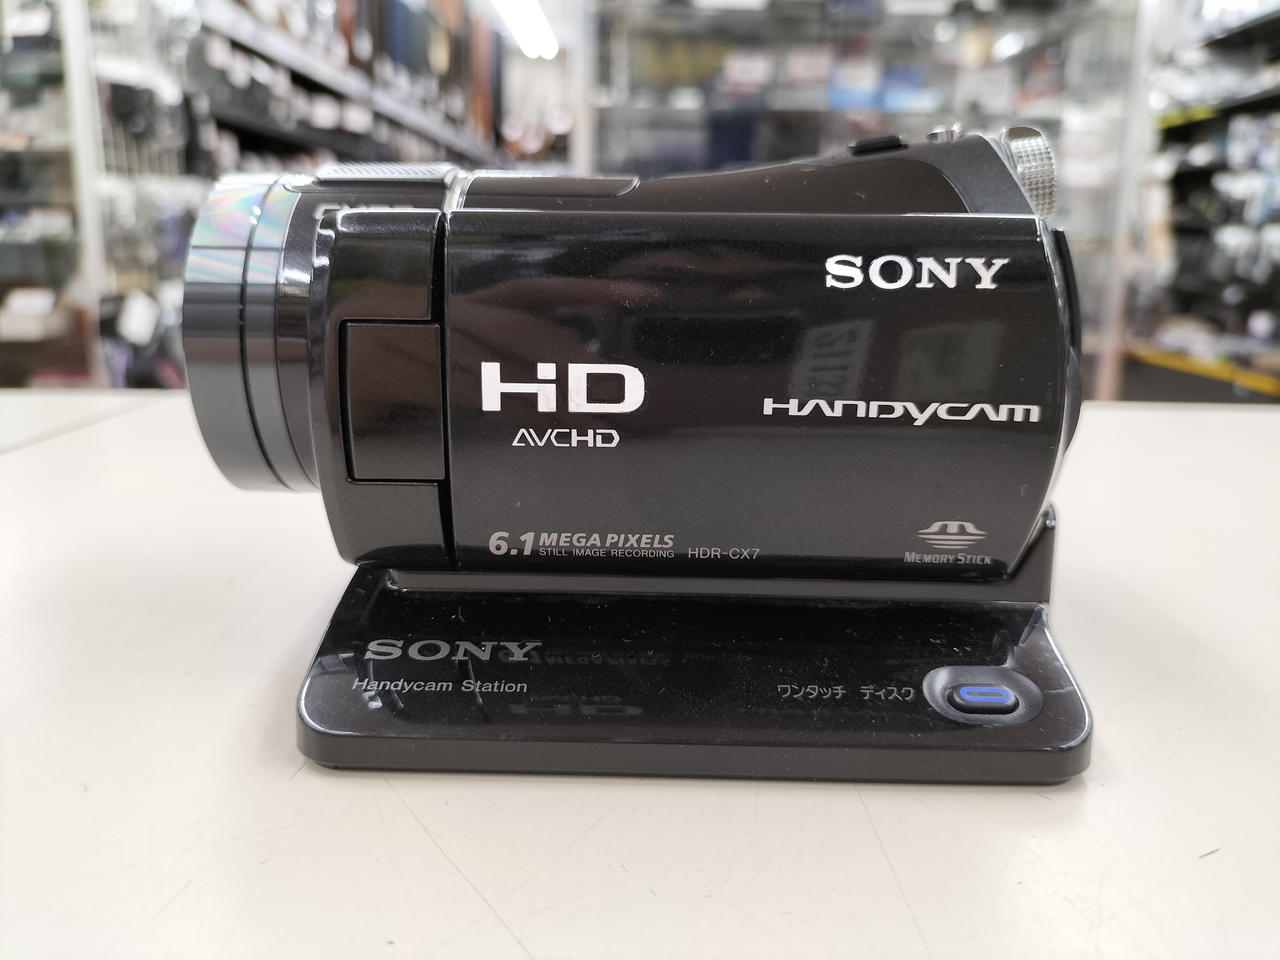 SONY
HD
AVCHD
HANDYCAM
6.1 MEGA PIXELS
STILL IMAGE RECORDING
HDR-CX7
MEMORY STICK
SONY
Handycam Station
ワンタッチ ディスク